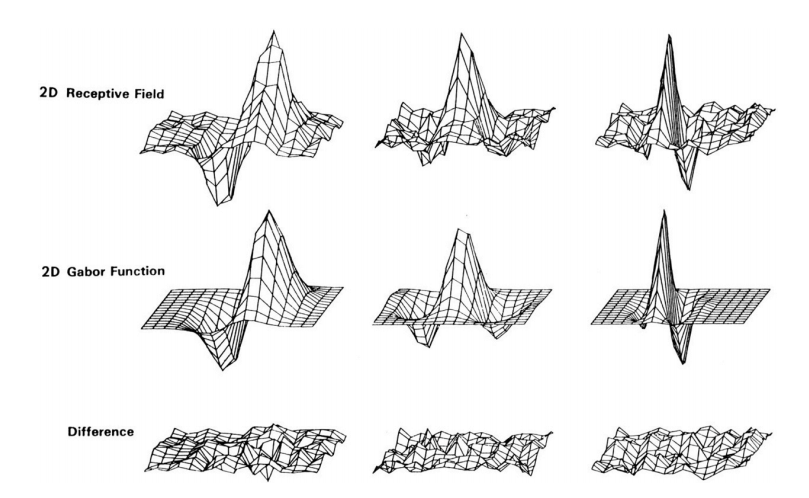 2D Receptive Field
2D Gabor Function
Difference